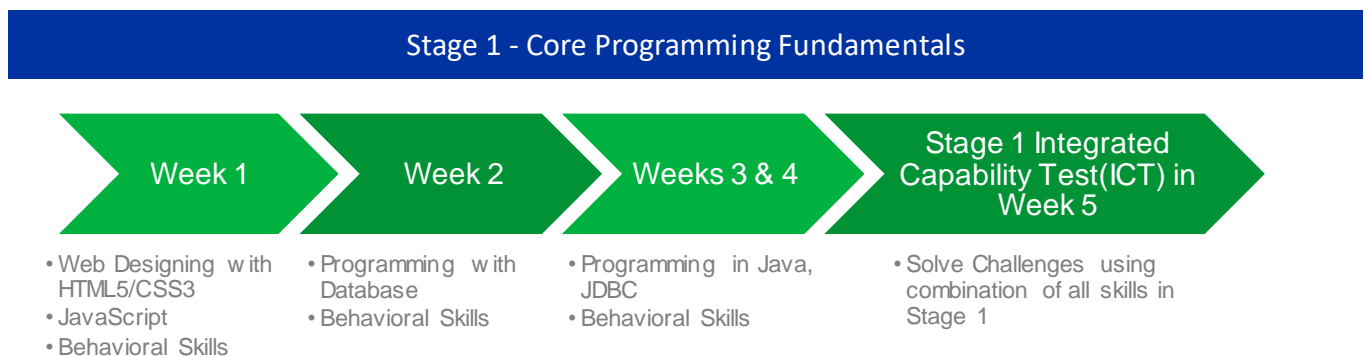 Stage 1 - Core Programming Fundamentals
Week 1
Week 2
Weeks 3 & 4
Stage 1 Integrated
Capability Test(ICT) in
Week 5
• Web Designing with
HTML5/CSS3
• JavaScript
• Behavioral Skills
• Programming with
Database
• Behavioral Skills
• Programming in Java,
JDBC
• Behavioral Skills
• Solve Challenges using
combination of all skills in
Stage 1